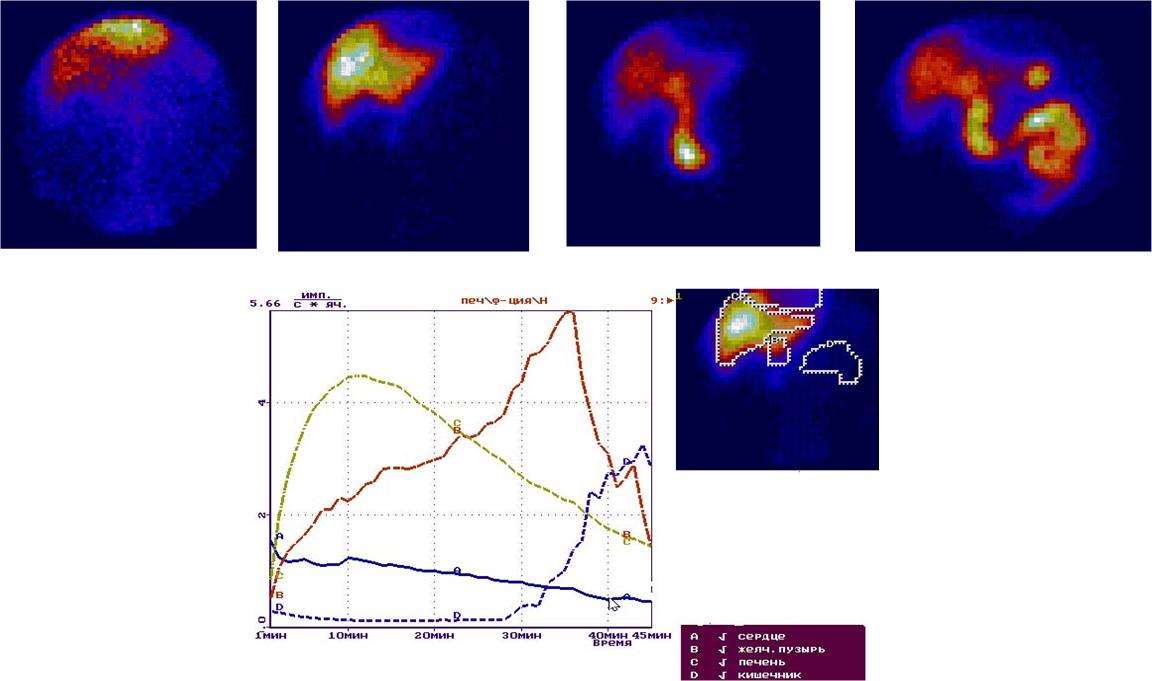 имп.
5.66 с * яч.
печ\φ-ция\Н
9:▸1
4
2
0
A
B
C
D
C
B
A
D
D
B
C
A
1мин 10мин 20мин 30мин 40мин 45мин
Время
C
B
D
A √ сердце
B √ желч.пузырь
C √ печень
D √ кишечник